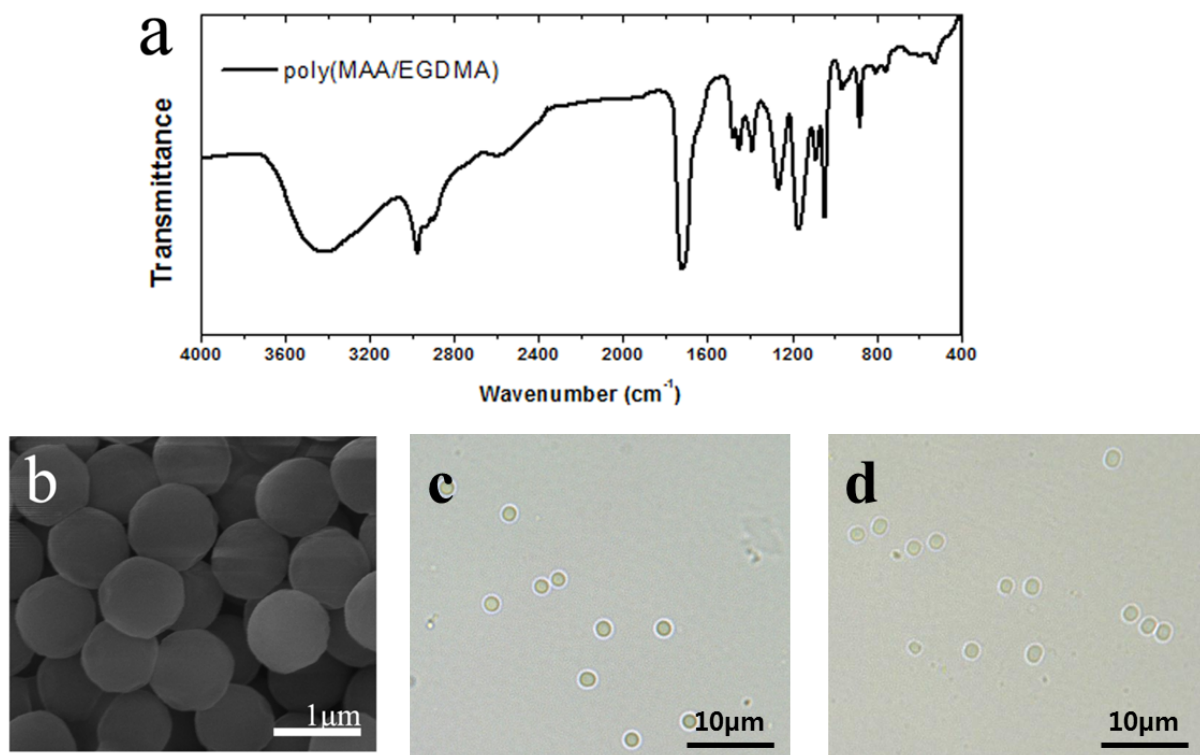 a
poly(MAA/EGDMA)
Transmittance
4000 3600 3200 2800 2400 2000 1600 1200 800 400
Wavenumber (cm⁻¹)
b
1μm
c
10μm
d
10μm